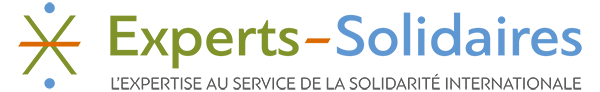 Experts–Solidaires
L'EXPERTISE AU SERVICE DE LA SOLIDARITÉ INTERNATIONALE